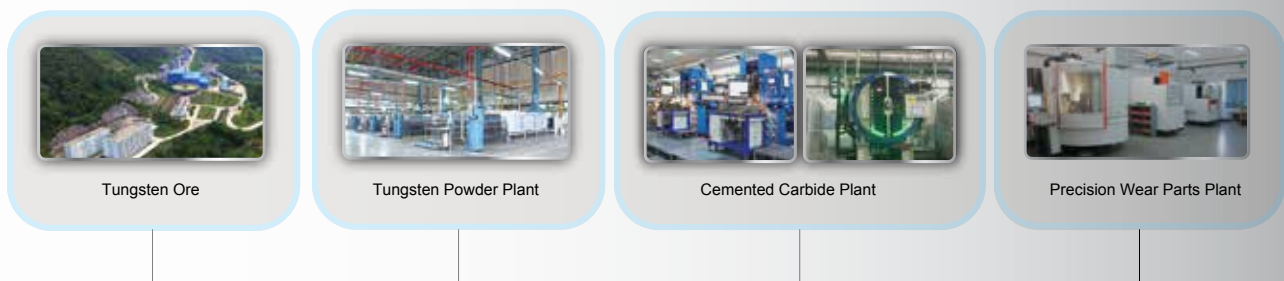 Tungsten Ore
Tungsten Powder Plant
Cemented Carbide Plant
Precision Wear Parts Plant